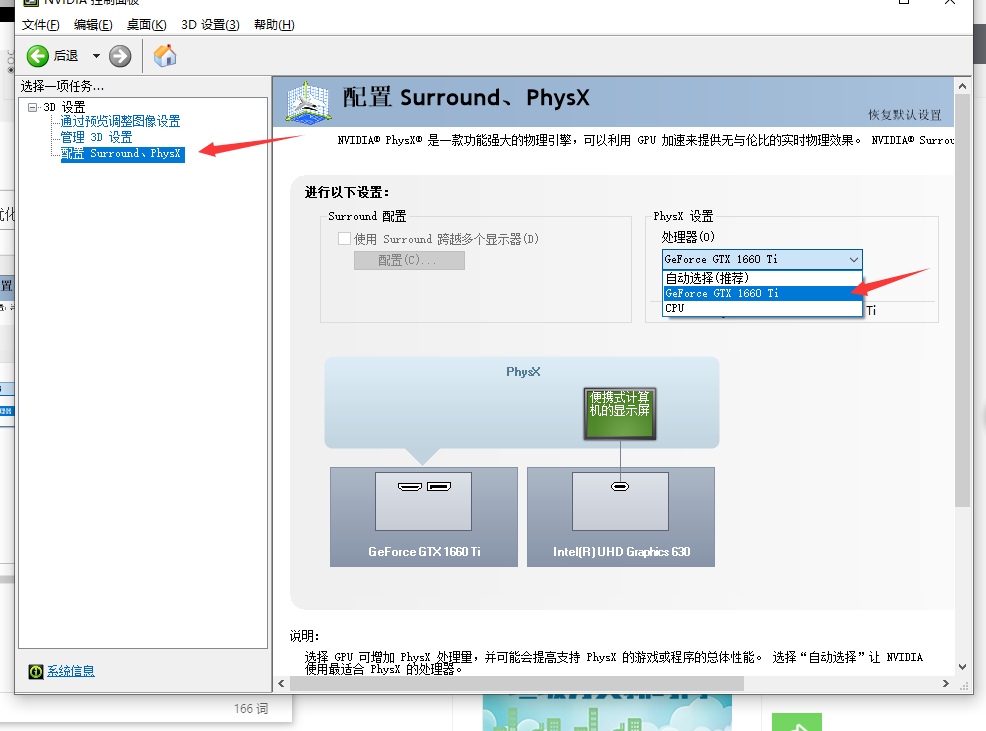 NVIDIA 控制面板
文件(F) 编辑(E) 桌面(K) 3D 设置(3) 帮助(H)
后退
选择一项任务...
3D 设置
通过预览调整图像设置
管理 3D 设置
配置 Surround、PhysX
系统信息
配置 Surround、PhysX
恢复默认设置
NVIDIA® PhysX® 是一款功能强大的物理引擎，可以利用 GPU 加速来提供无与伦比的实时物理效果。 NVIDIA® Surrou
进行以下设置：
Surround 配置
使用 Surround 跨越多个显示器(D)
配置(C)...
PhysX 设置
处理器(O)
GeForce GTX 1660 Ti
自动选择(推荐)
GeForce GTX 1660 Ti
CPU
Ti
PhysX
便携式计算
机的显示屏
GeForce GTX 1660 Ti
Intel(R) UHD Graphics 630
说明：
选择 GPU 可增加 PhysX 处理量，并可能会提高支持 PhysX 的游戏或程序的总体性能。 选择“自动选择”让 NVIDIA
使用最适合 PhysX 的处理器。
166 词
优化
置